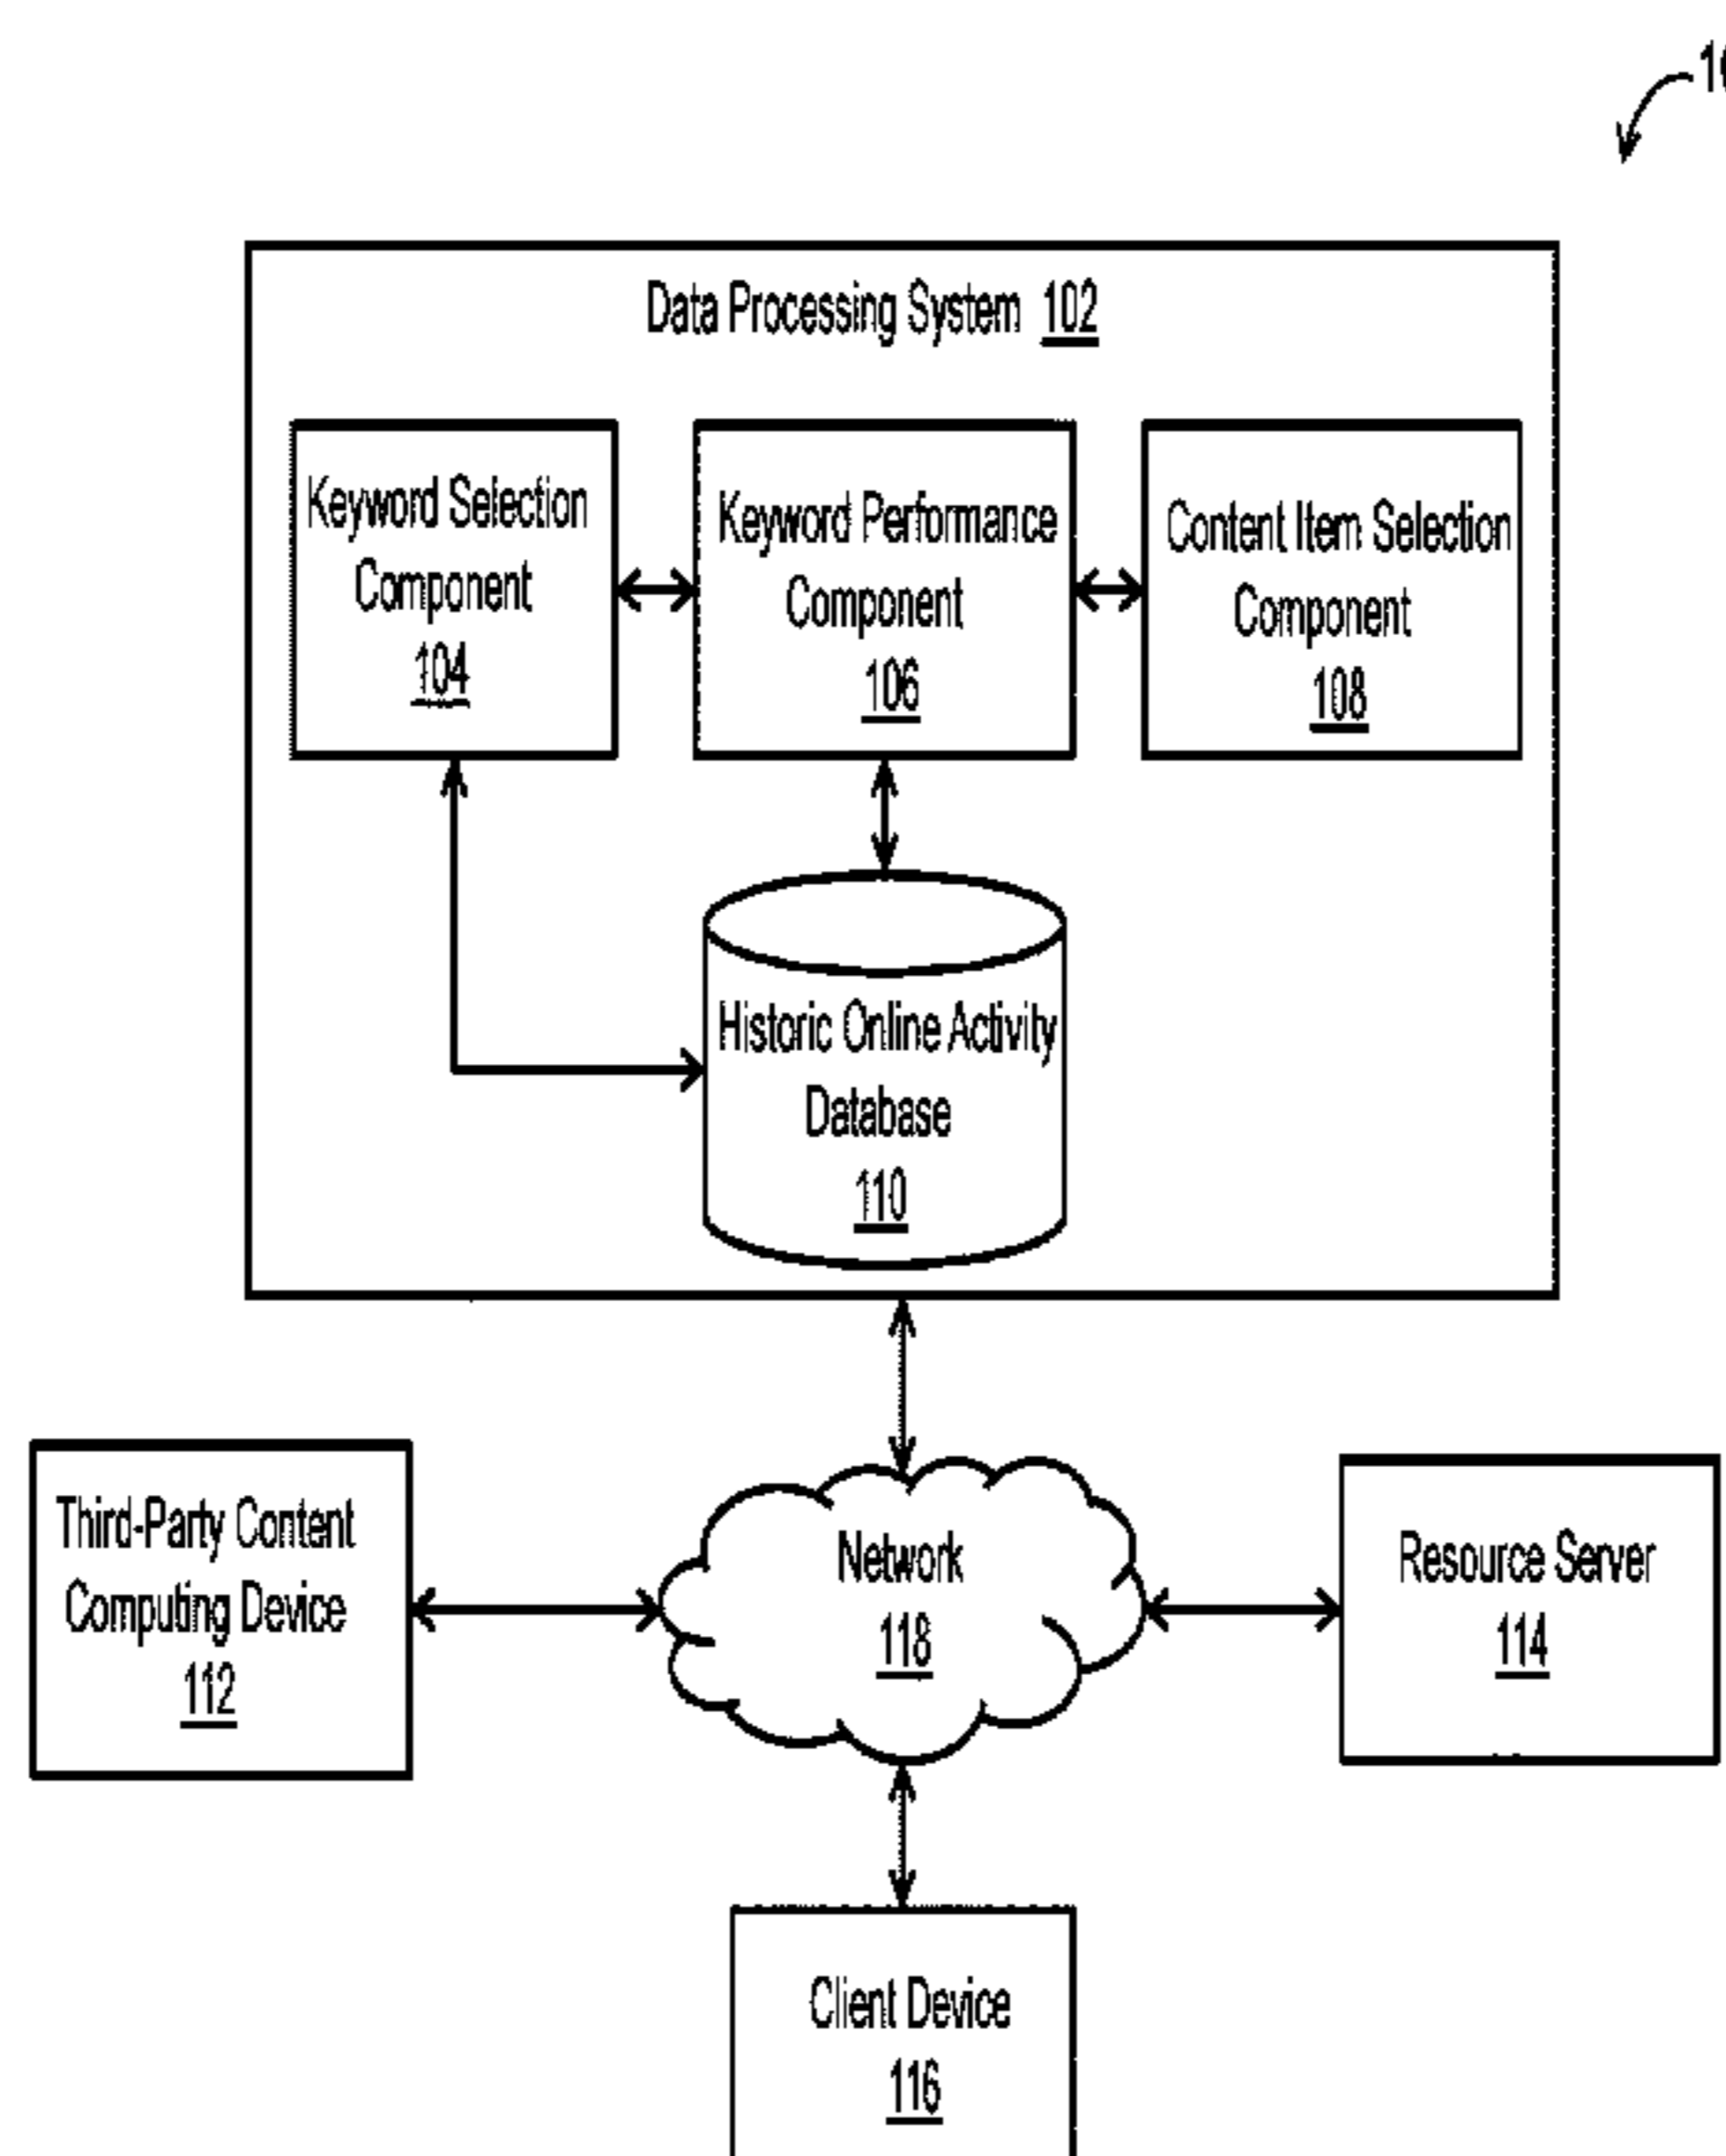 Data Processing System 102
Keyword Selection
Component
104
Keyword Performance
Component
106
Content Item Selection
Component
108
Historic Online Activity
Database
110
Third-Party Content
Computing Device
112
Network
118
Resource Server
114
Client Device
116